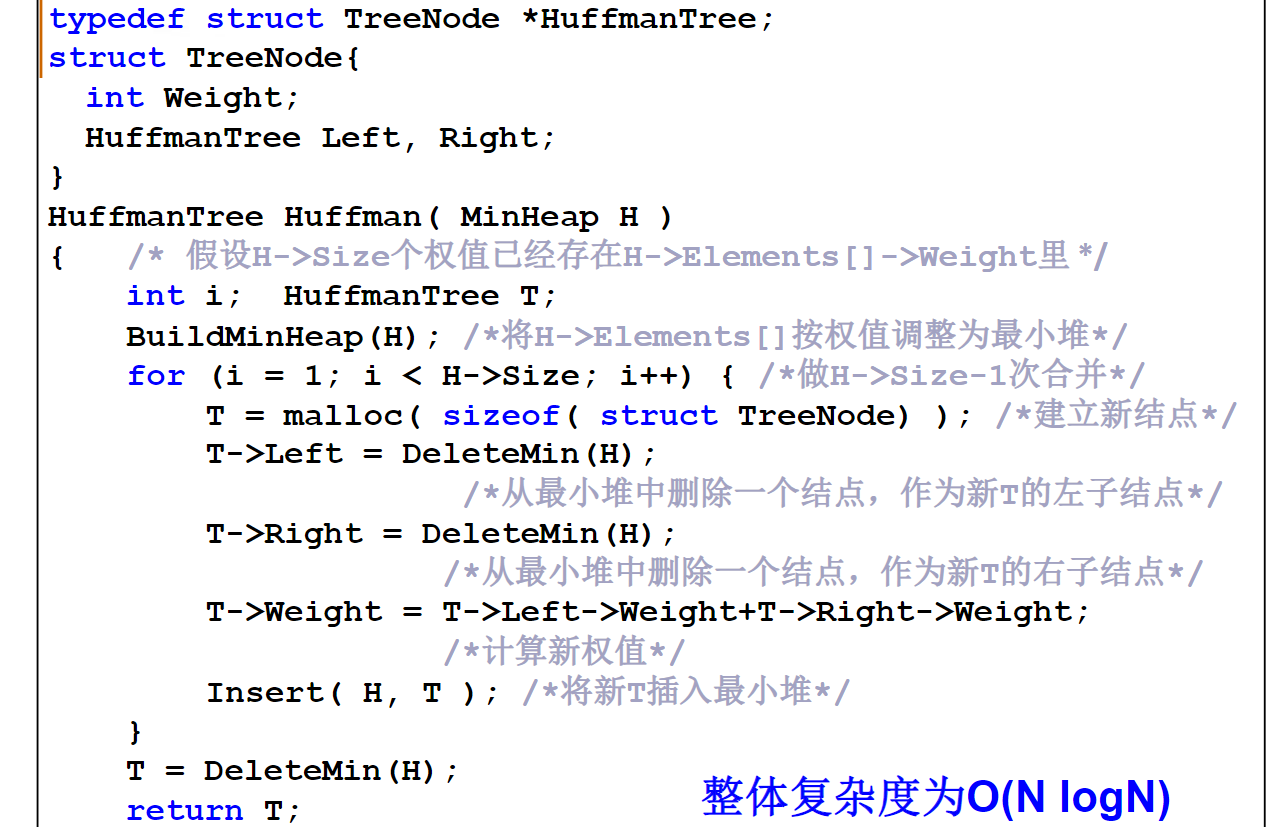 typedef struct TreeNode *HuffmanTree;
struct TreeNode{
int Weight;
HuffmanTree Left, Right;
}
HuffmanTree Huffman( MinHeap H )
{ /* 假设H->Size个权值已经存在H->Elements[]->Weight里 */
int i; HuffmanTree T;
BuildMinHeap(H); /*将H->Elements[]按权值调整为最小堆*/
for (i = 1; i < H->Size; i++) { /*做H->Size-1次合并*/
T = malloc( sizeof( struct TreeNode) ); /*建立新结点*/
T->Left = DeleteMin(H);
/*从最小堆中删除一个结点，作为新T的左子结点*/
T->Right = DeleteMin(H);
/*从最小堆中删除一个结点，作为新T的右子结点*/
T->Weight = T->Left->Weight+T->Right->Weight;
/*计算新权值*/
Insert( H, T ); /*将新T插入最小堆*/
}
T = DeleteMin(H);
return T;
整体复杂度为O(N logN)